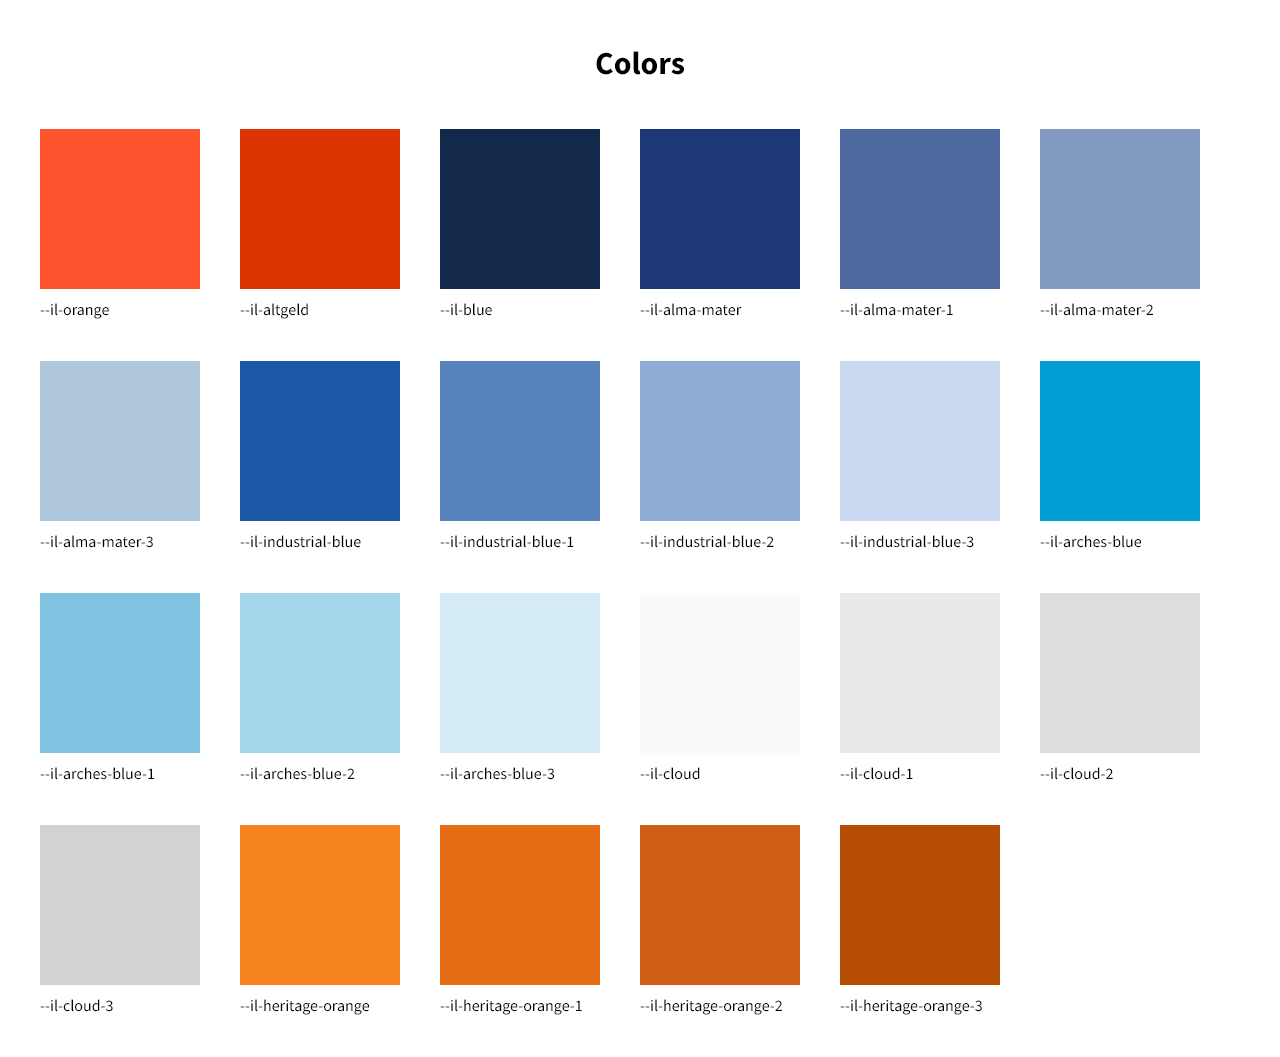 Colors
--il-orange
--il-altgeld
--il-blue
--il-alma-mater
--il-alma-mater-1
--il-alma-mater-2
--il-alma-mater-3
--il-industrial-blue
--il-industrial-blue-1
--il-industrial-blue-2
--il-industrial-blue-3
--il-arches-blue
--il-arches-blue-1
--il-arches-blue-2
--il-arches-blue-3
--il-cloud
--il-cloud-1
--il-cloud-2
--il-cloud-3
--il-heritage-orange
--il-heritage-orange-1
--il-heritage-orange-2
--il-heritage-orange-3